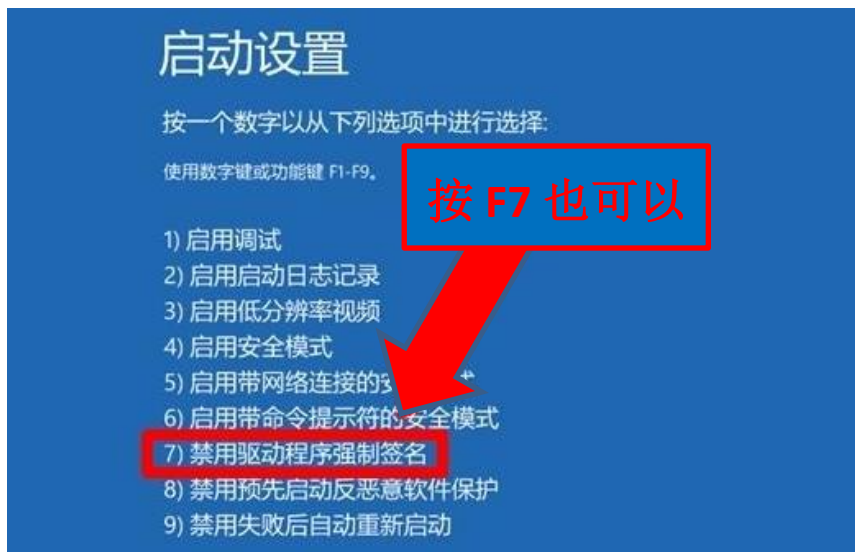 启动设置
按一个数字以从下列选项中进行选择:
使用数字键或功能键 F1-F9。
按 F7 也可以
1) 启用调试
2) 启用启动日志记录
3) 启用低分辨率视频
4) 启用安全模式
5) 启用带网络连接的
6) 启用带命令提示符的安全模式
7) 禁用驱动程序强制签名
8) 禁用预先启动反恶意软件保护
9) 禁用失败后自动重新启动